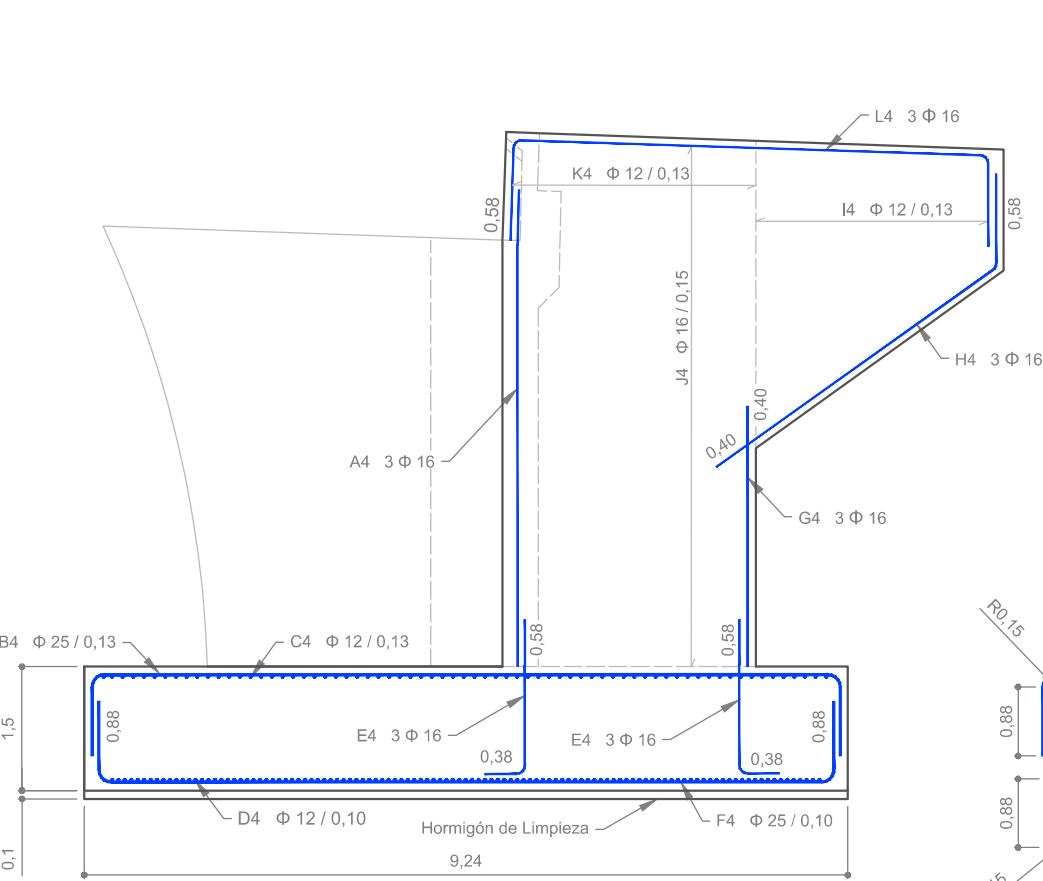 L4 3 Φ 16
K4 Φ 12 / 0,13
I4 Φ 12 / 0,13
0,58
0,58
J4 Φ 16 / 0,15
H4 3 Φ 16
0,40
0,40
A4 3 Φ 16
G4 3 Φ 16
R0,15
B4 Φ 25 / 0,13
C4 Φ 12 / 0,13
0,58
0,58
1,5
0,88
E4 3 Φ 16
E4 3 Φ 16
0,88
0,88
0,38
0,38
0,88
D4 Φ 12 / 0,10
Hormigón de Limpieza
F4 Φ 25 / 0,10
0,1
9,24